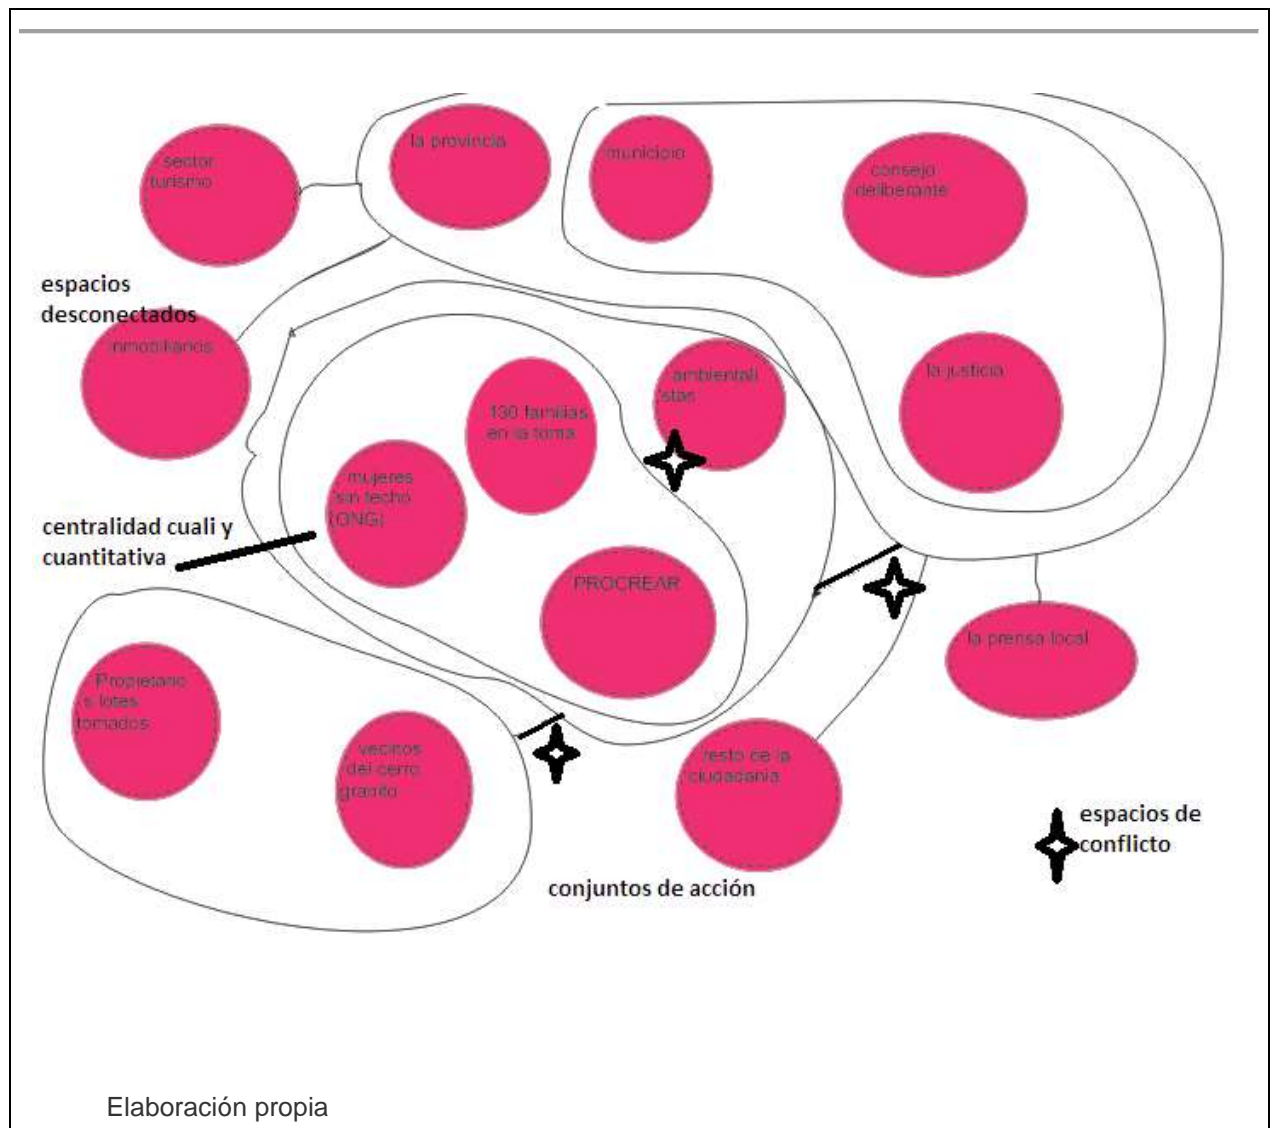 sector
turismo
la provincia
municipio
consejo
deliberante
espacios
desconectados
inmobiliarios
130 familias
en la toma
ambientali
stas
la justicia
mujeres
sin techo
(ONG)
centralidad cuali y
cuantitativa
PROCREAR
la prensa local
Propietario
s lotes
tomados
vecinos
del cerro
granito
resto de la
ciudadania
espacios de
conflicto
conjuntos de acción
Elaboración propia